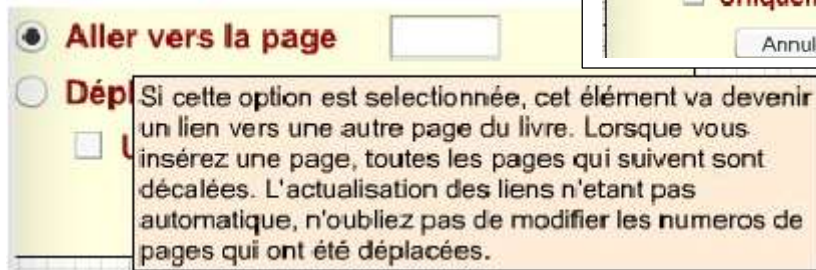 Aller vers la page
Annul
Dépl
Si cette option est selectionnée, cet élément va devenir
un lien vers une autre page du livre. Lorsque vous
insérez une page, toutes les pages qui suivent sont
décalées. L'actualisation des liens n'etant pas
automatique, n'oubliez pas de modifier les numeros de
pages qui ont été déplacées.